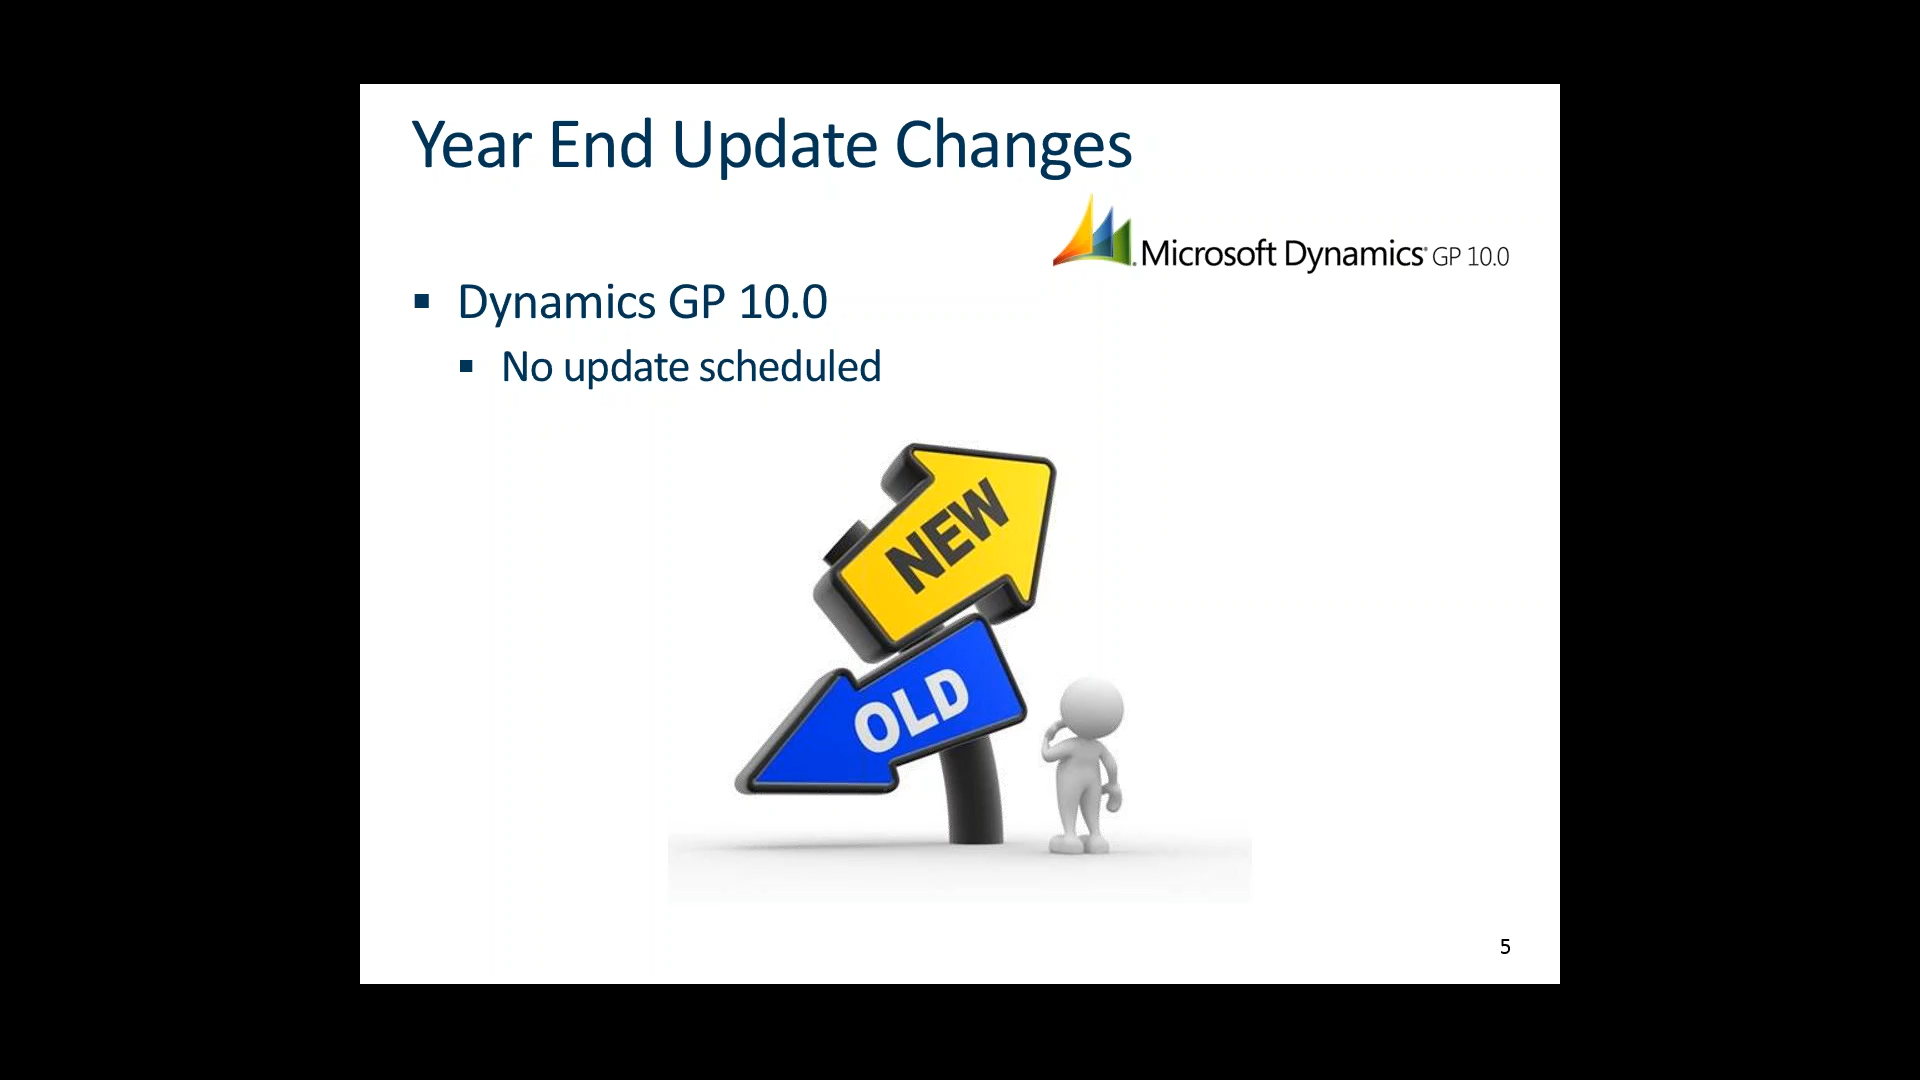 Year End Update Changes
Microsoft Dynamics GP 10.0
▪ Dynamics GP 10.0
▪ No update scheduled
NEW
OLD
5